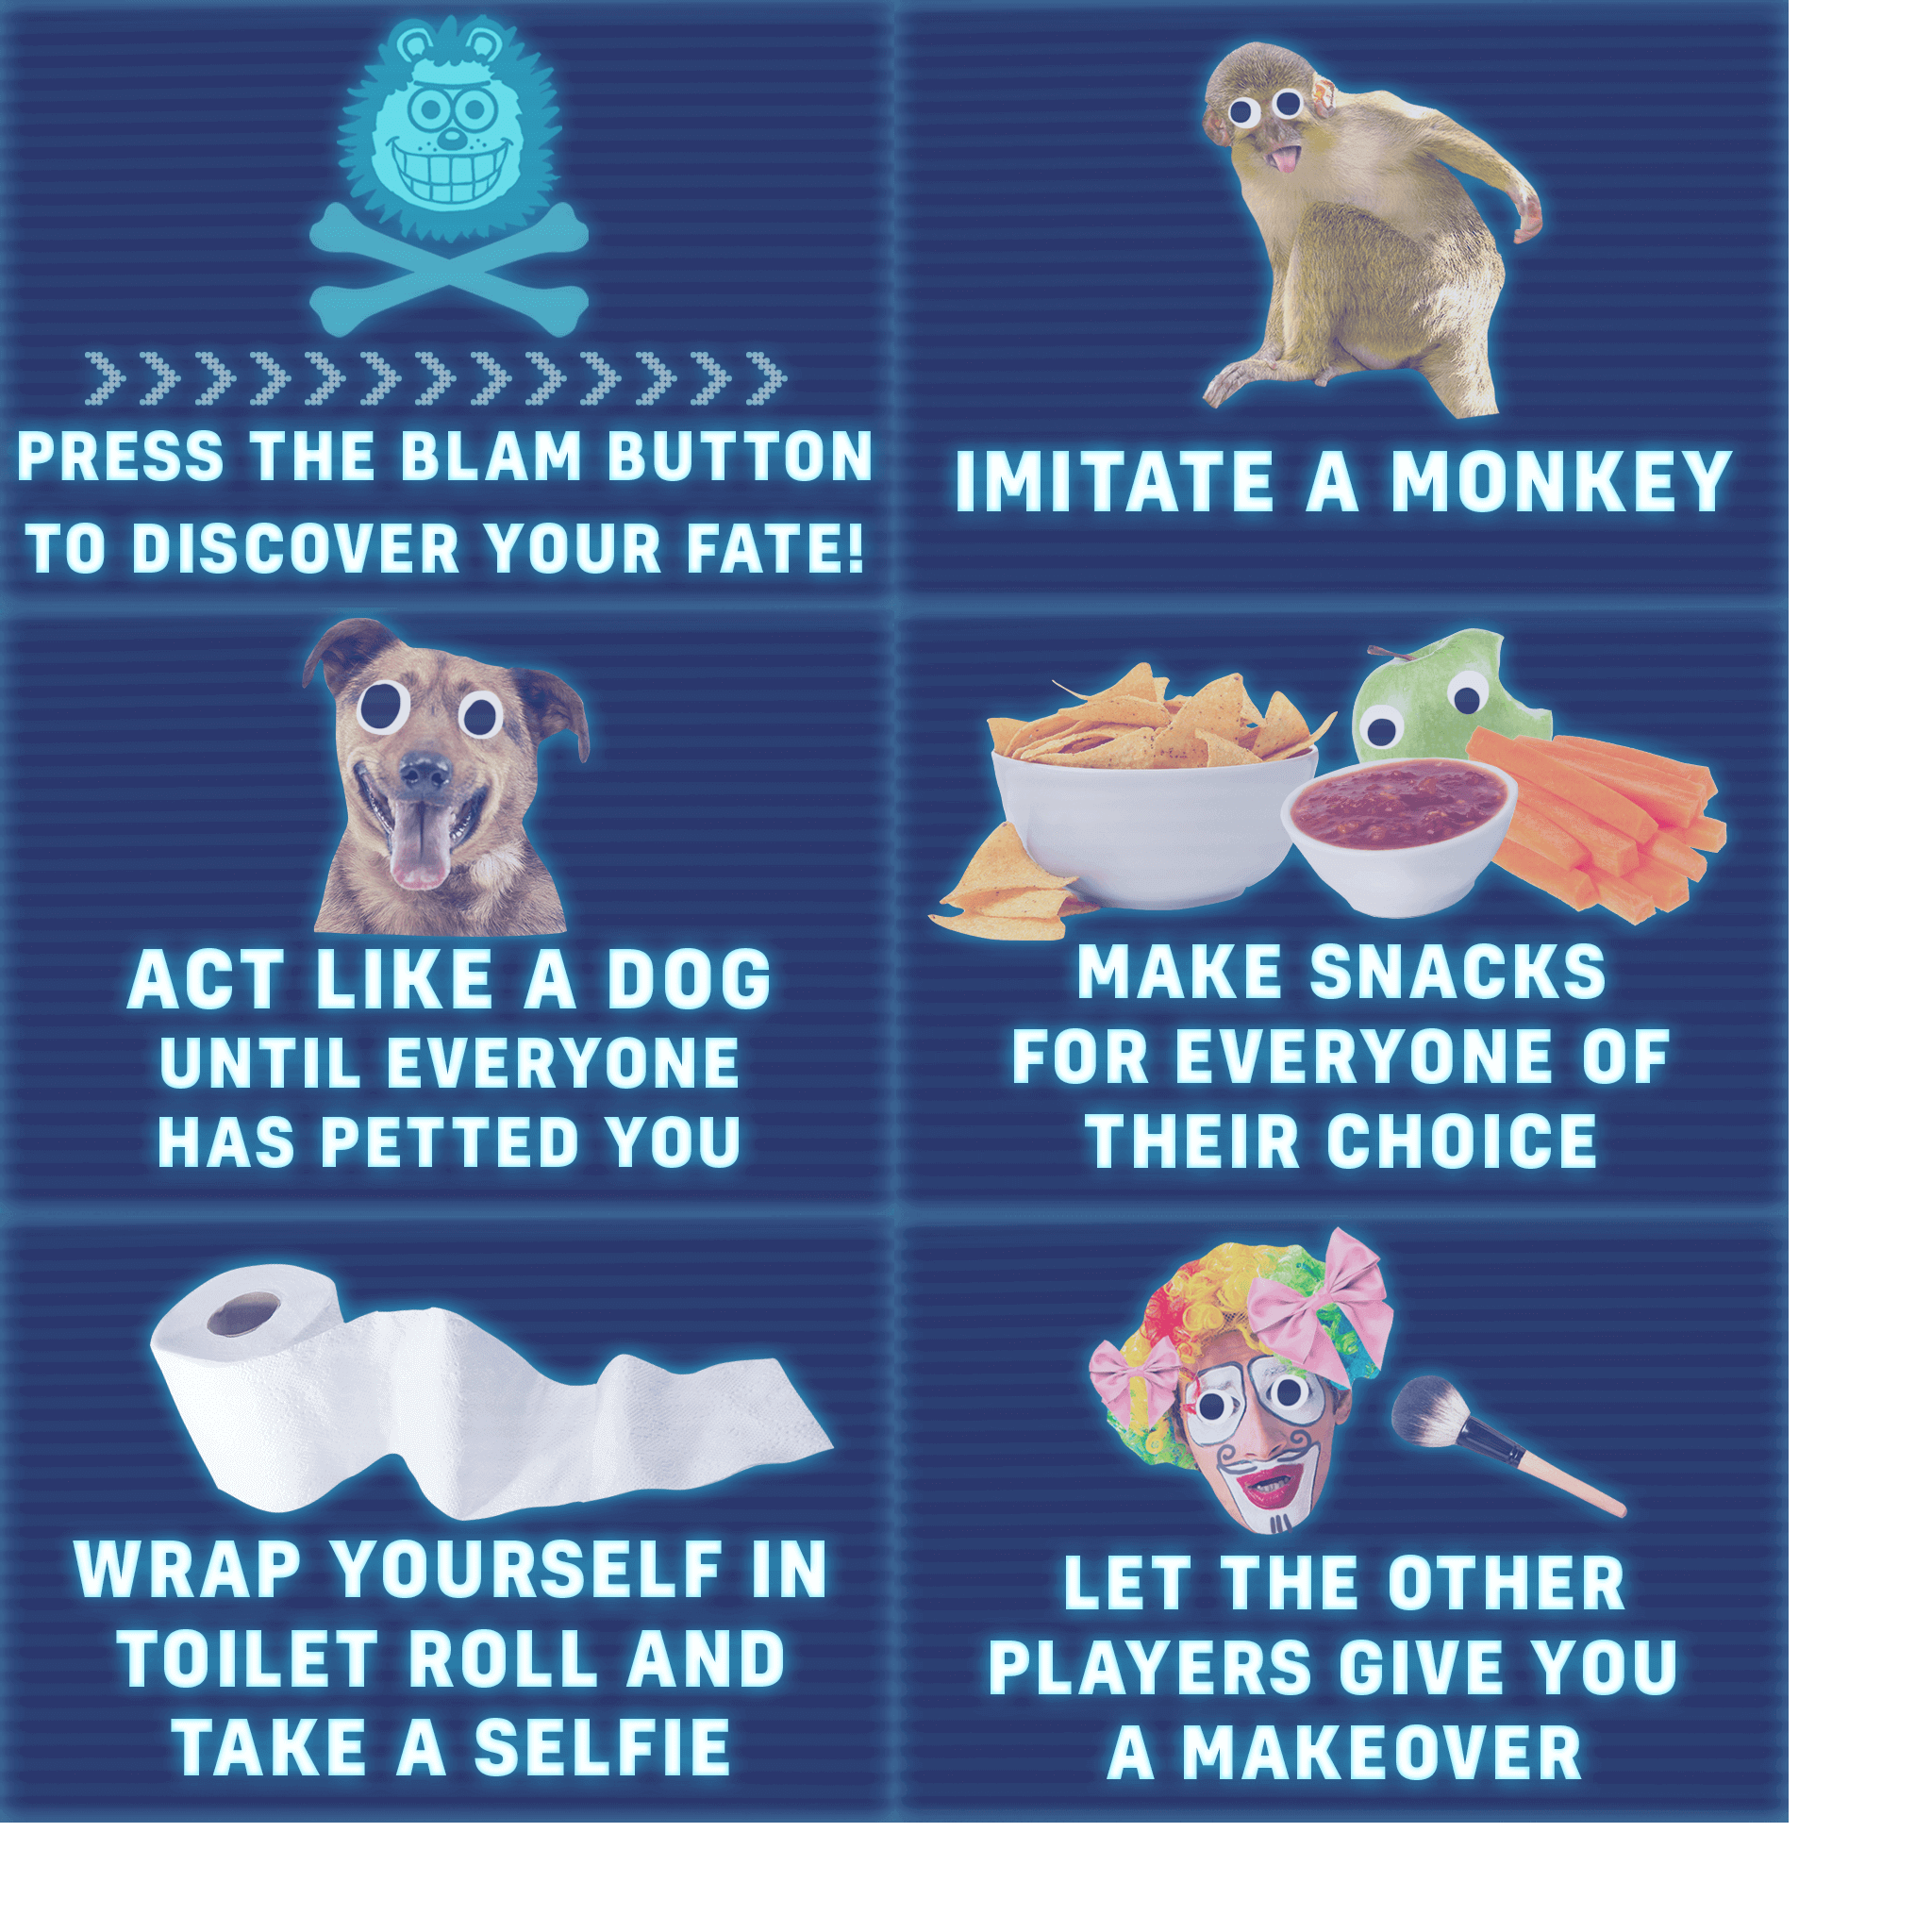 PRESS THE BLAM BUTTON
TO DISCOVER YOUR FATE!
IMITATE A MONKEY
ACT LIKE A DOG
UNTIL EVERYONE
HAS PETTED YOU
MAKE SNACKS
FOR EVERYONE OF
THEIR CHOICE
WRAP YOURSELF IN
TOILET ROLL AND
TAKE A SELFIE
LET THE OTHER
PLAYERS GIVE YOU
A MAKEOVER